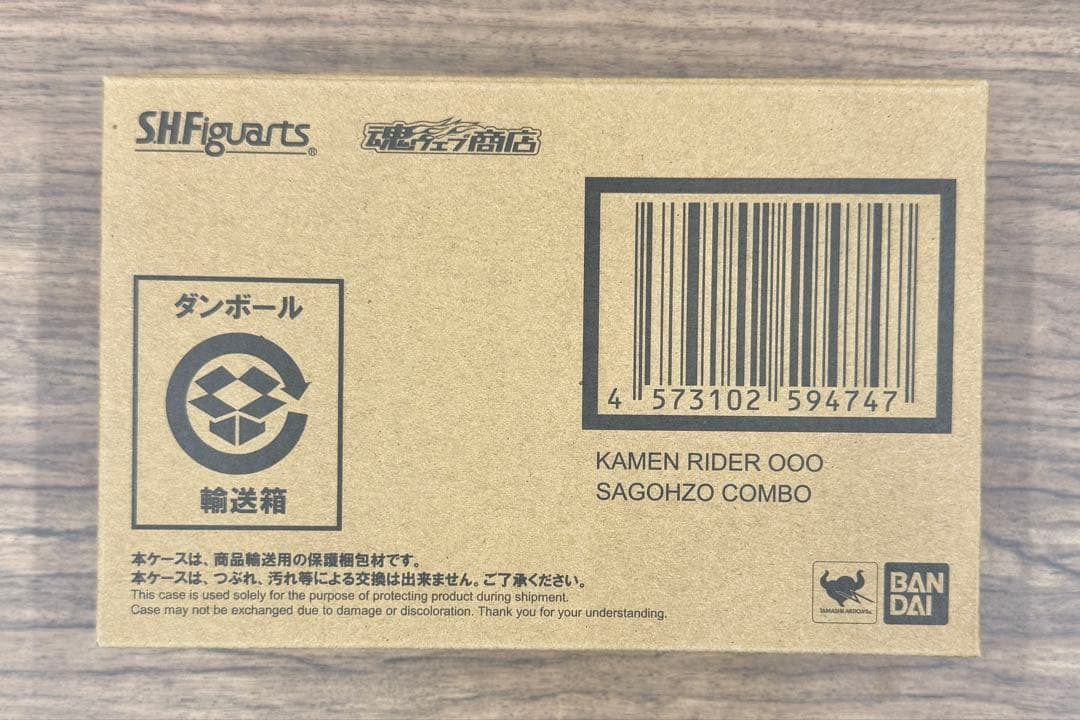 S.H.Figuarts®
魂ウェブ商店
4 573102 594747
KAMEN RIDER OOO
SAGOHZO COMBO
ダンボール
輸送箱
本ケースは、商品輸送用の保護梱包材です。
本ケースは、つぶれ、汚れ等による交換は出来ません。ご了承ください。
This case is used solely for the purpose of protecting product during shipment.
Case may not be exchanged due to damage or discoloration. Thank you for your understanding.
TAMASHII NATIONS
BAN
DAI